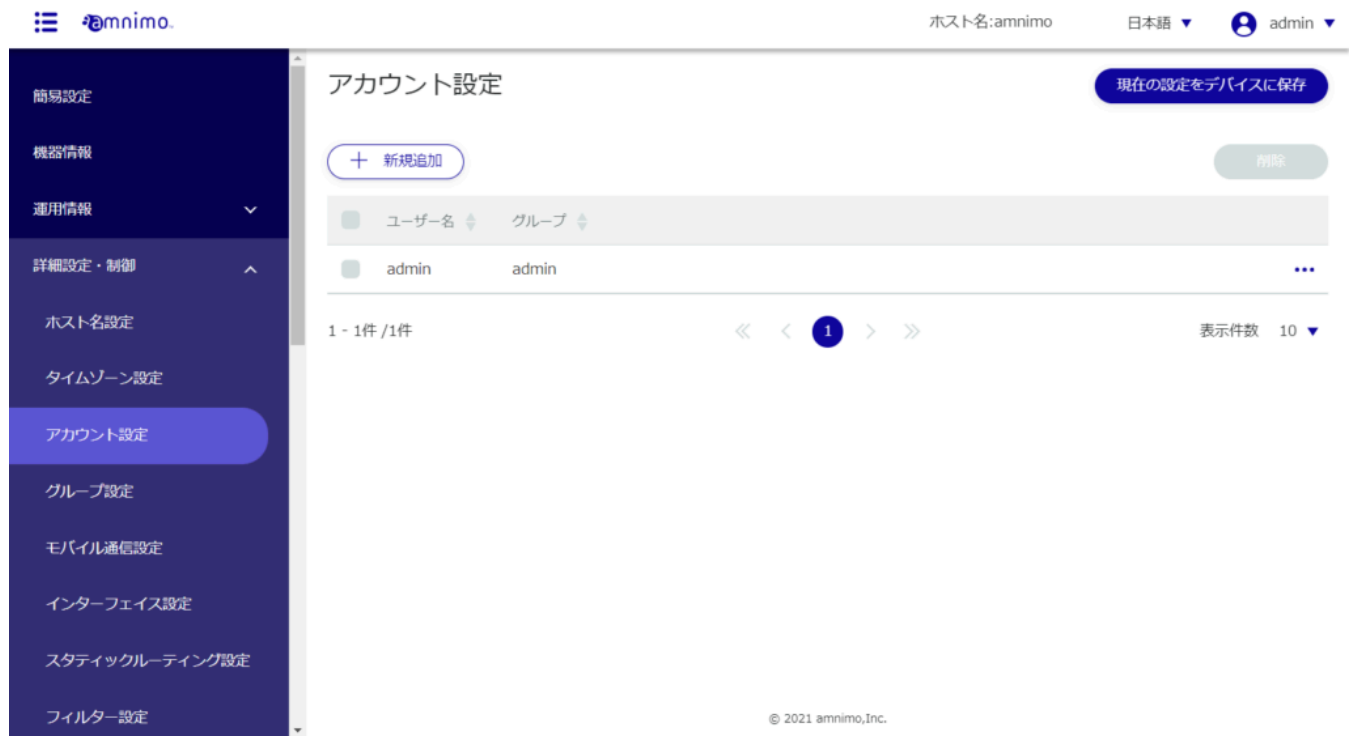 amnimo. ホスト名:amnimo 日本語 ▼ admin ▼
簡易設定
機器情報
運用情報
詳細設定・制御
ホスト名設定
タイムゾーン設定
アカウント設定
グループ設定
モバイル通信設定
インターフェイス設定
スタティックルーティング設定
フィルター設定
アカウント設定 現在の設定をデバイスに保存
＋ 新規追加 削除
ユーザー名 グループ
admin admin •••
1 - 1件 /1件 ≪ < 1 > ≫ 表示件数 10 ▼
© 2021 amnimo,Inc.